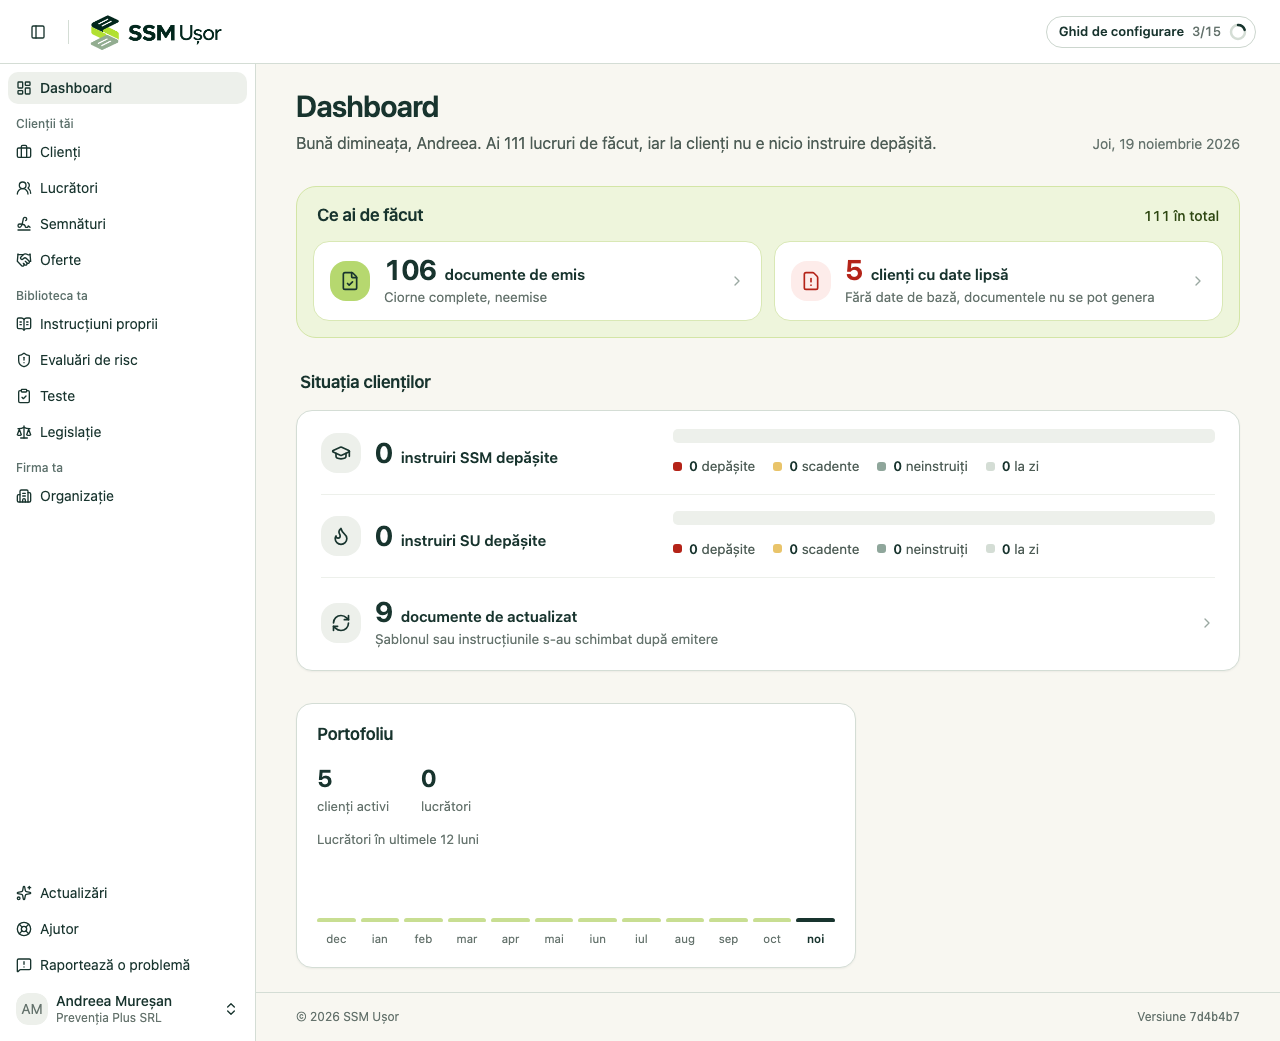 SSM Ușor
Ghid de configurare 3/15
Dashboard
Clienții tăi
Clienți
Lucrători
Semnături
Oferte
Biblioteca ta
Instrucțiuni proprii
Evaluări de risc
Teste
Legislație
Firma ta
Organizație
Actualizări
Ajutor
Raportează o problemă
AM
Andreea Mureșan
Prevenția Plus SRL
Dashboard
Bună dimineața, Andreea. Ai 111 lucruri de făcut, iar la clienți nu e nicio instruire depășită.
Joi, 19 noiembrie 2026
Ce ai de făcut
111 în total
106 documente de emis
Ciorne complete, neemise
5 clienți cu date lipsă
Fără date de bază, documentele nu se pot genera
Situația clienților
0 instruiri SSM depășite
0 depășite 0 scadente 0 neinstruiți 0 la zi
0 instruiri SU depășite
0 depășite 0 scadente 0 neinstruiți 0 la zi
9 documente de actualizat
Șablonul sau instrucțiunile s-au schimbat după emitere
Portofoliu
5 0
clienți activi lucrători
Lucrători în ultimele 12 luni
dec ian feb mar apr mai iun iul aug sep oct noi
© 2026 SSM Ușor
Versiune 7d4b4b7